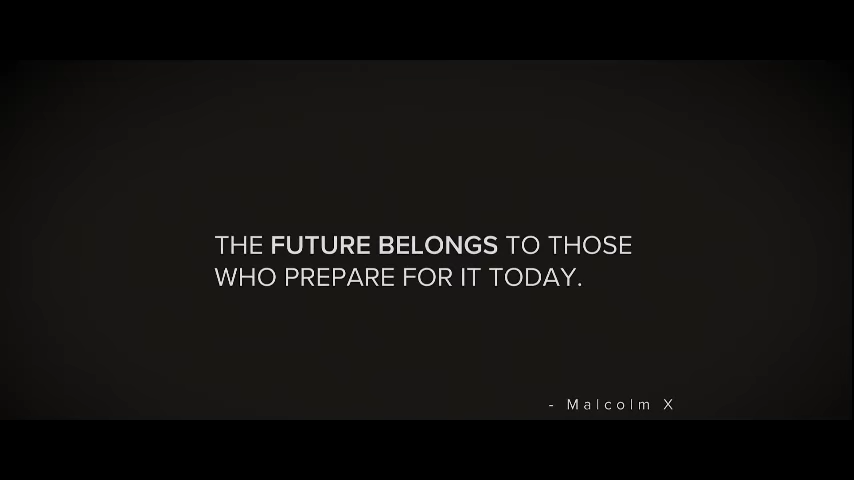 THE FUTURE BELONGS TO THOSE
WHO PREPARE FOR IT TODAY.
- Malcolm X